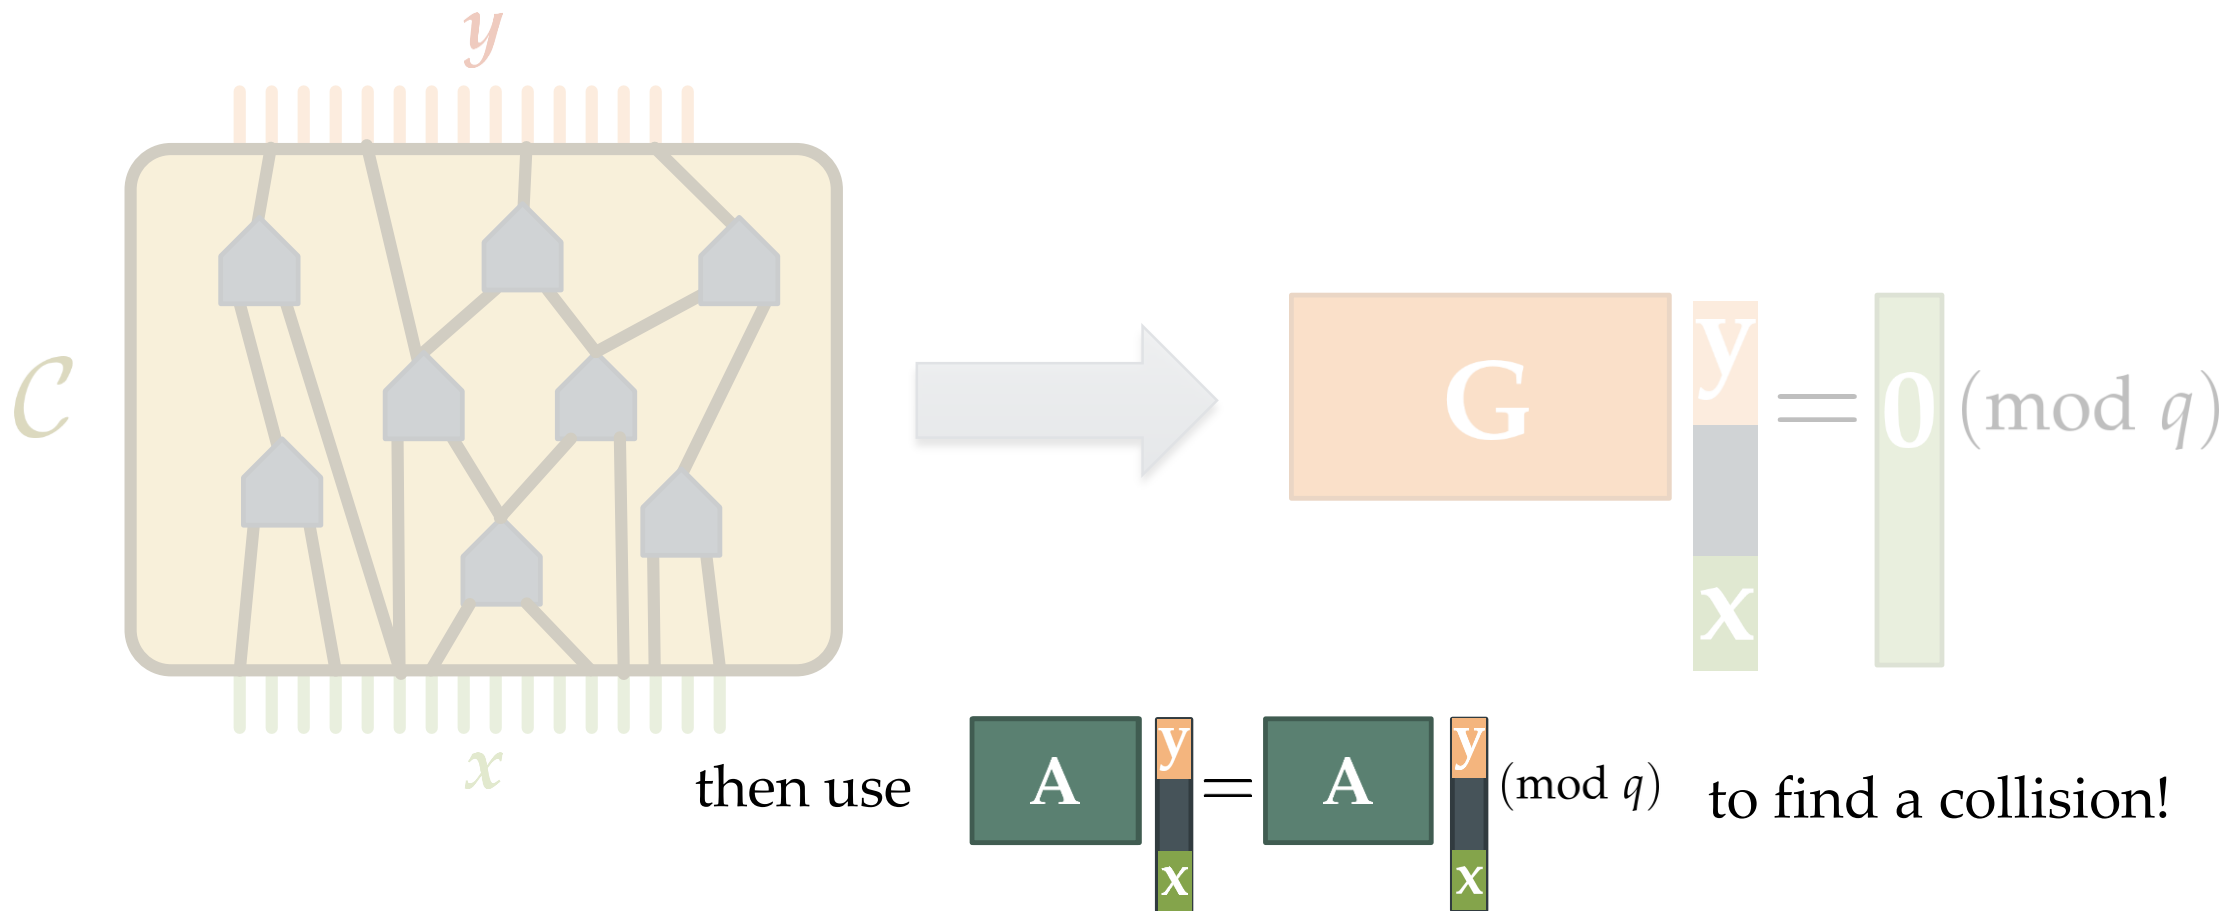 y
C
G y = 0 (mod q)
x
x
then use A y = A y (mod q) to find a collision!
x x